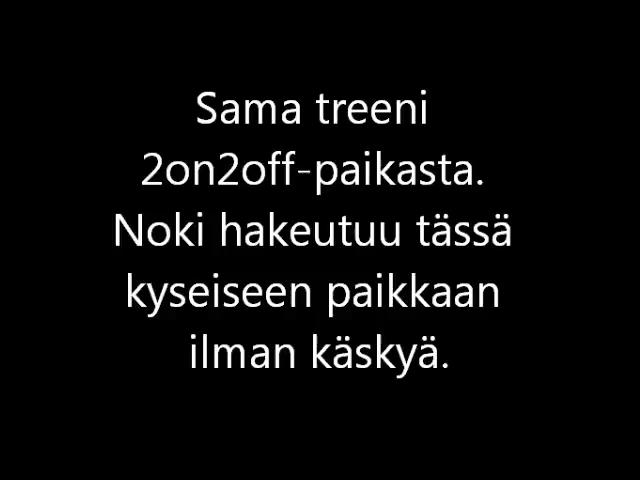 Sama treeni
2on2off-paikasta.
Noki hakeutuu tässä
kyseiseen paikkaan
ilman käskyä.